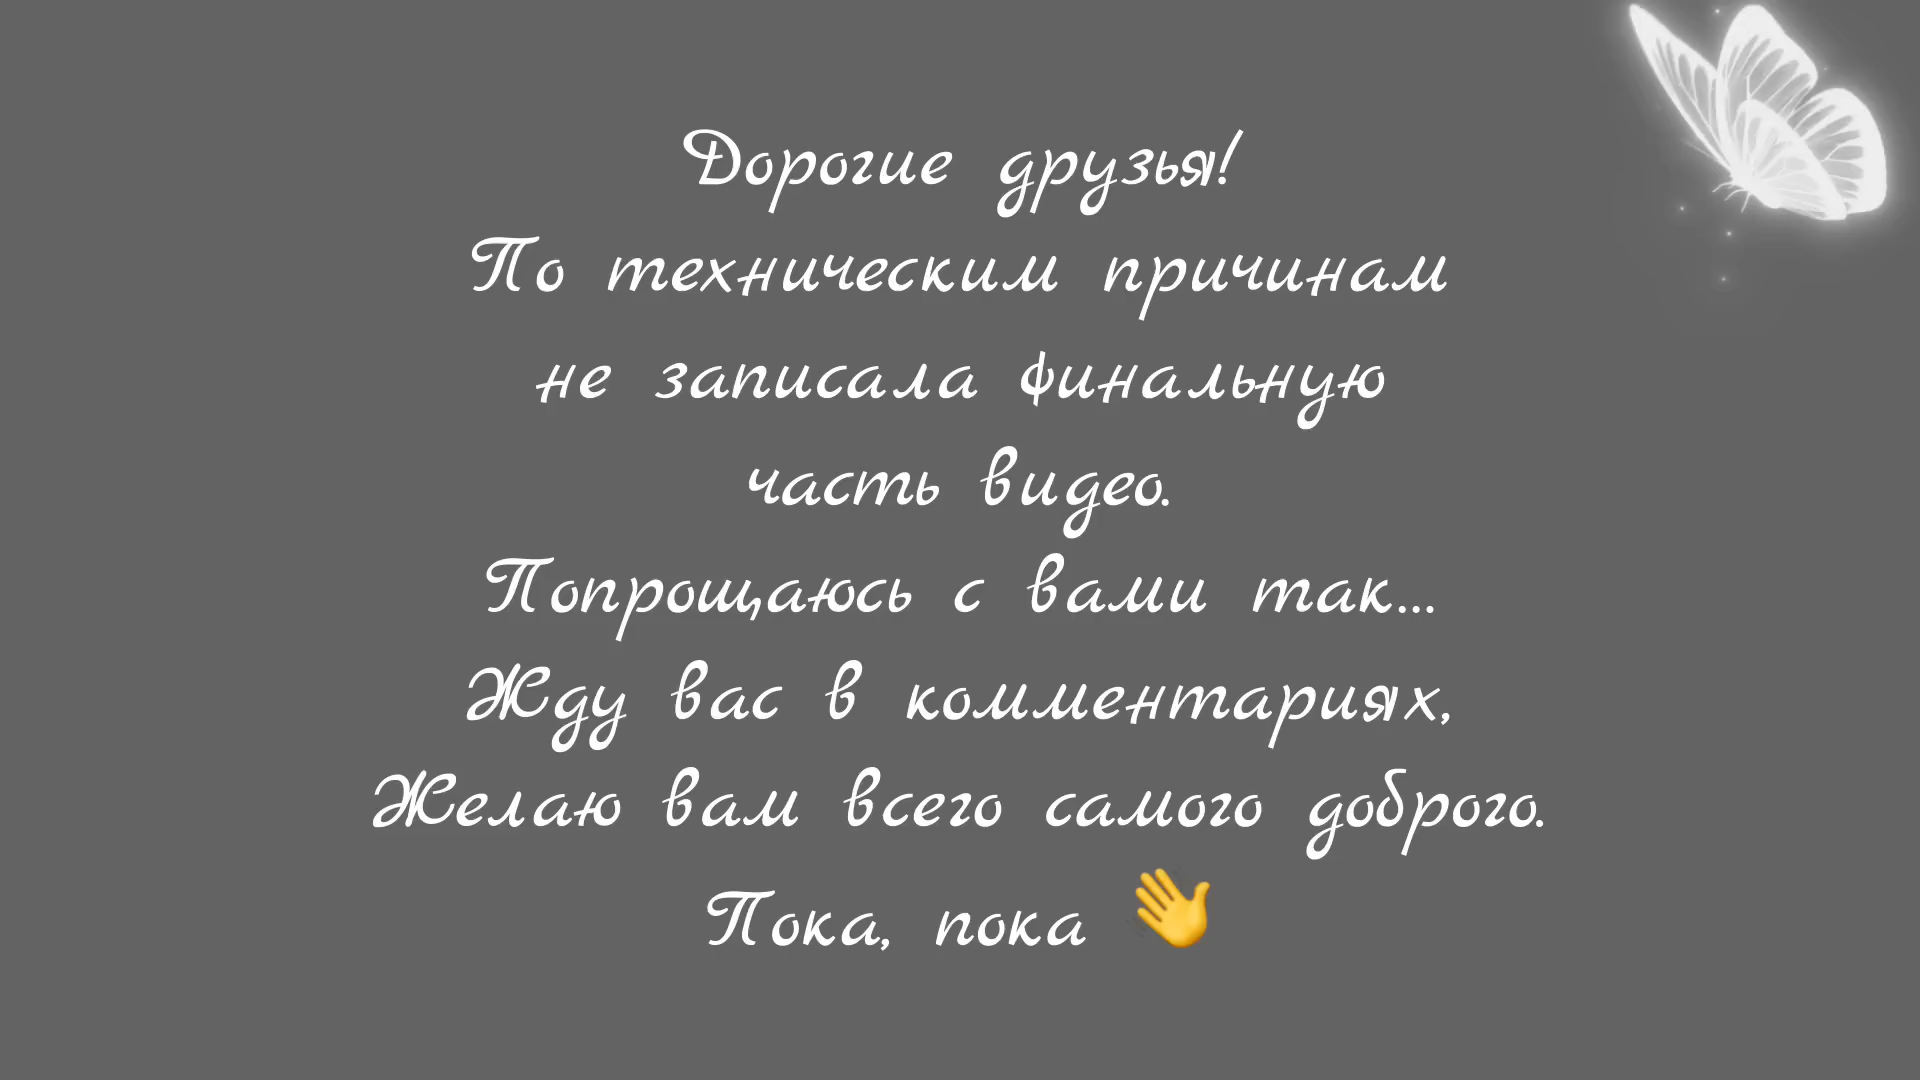 Дорогие друзья!
По техническим причинам
не записала финальную
часть видео.
Попрощаюсь с вами так...
Жду вас в комментариях,
Желаю вам всего самого доброго.
Пока, пока 👋